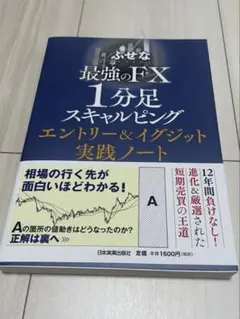 ぶせな
最強のFX
1分足
スキャルピング
エントリー&イグジット
実践ノート
相場の行く先が
面白いほどわかる!
A
Aの箇所の値動きはどうなったのか?
正解は裏へ>>>
12年間負けなし!
進化&厳選された
短期売買の王道
日本実業出版社
定価 本体1600円(税別)